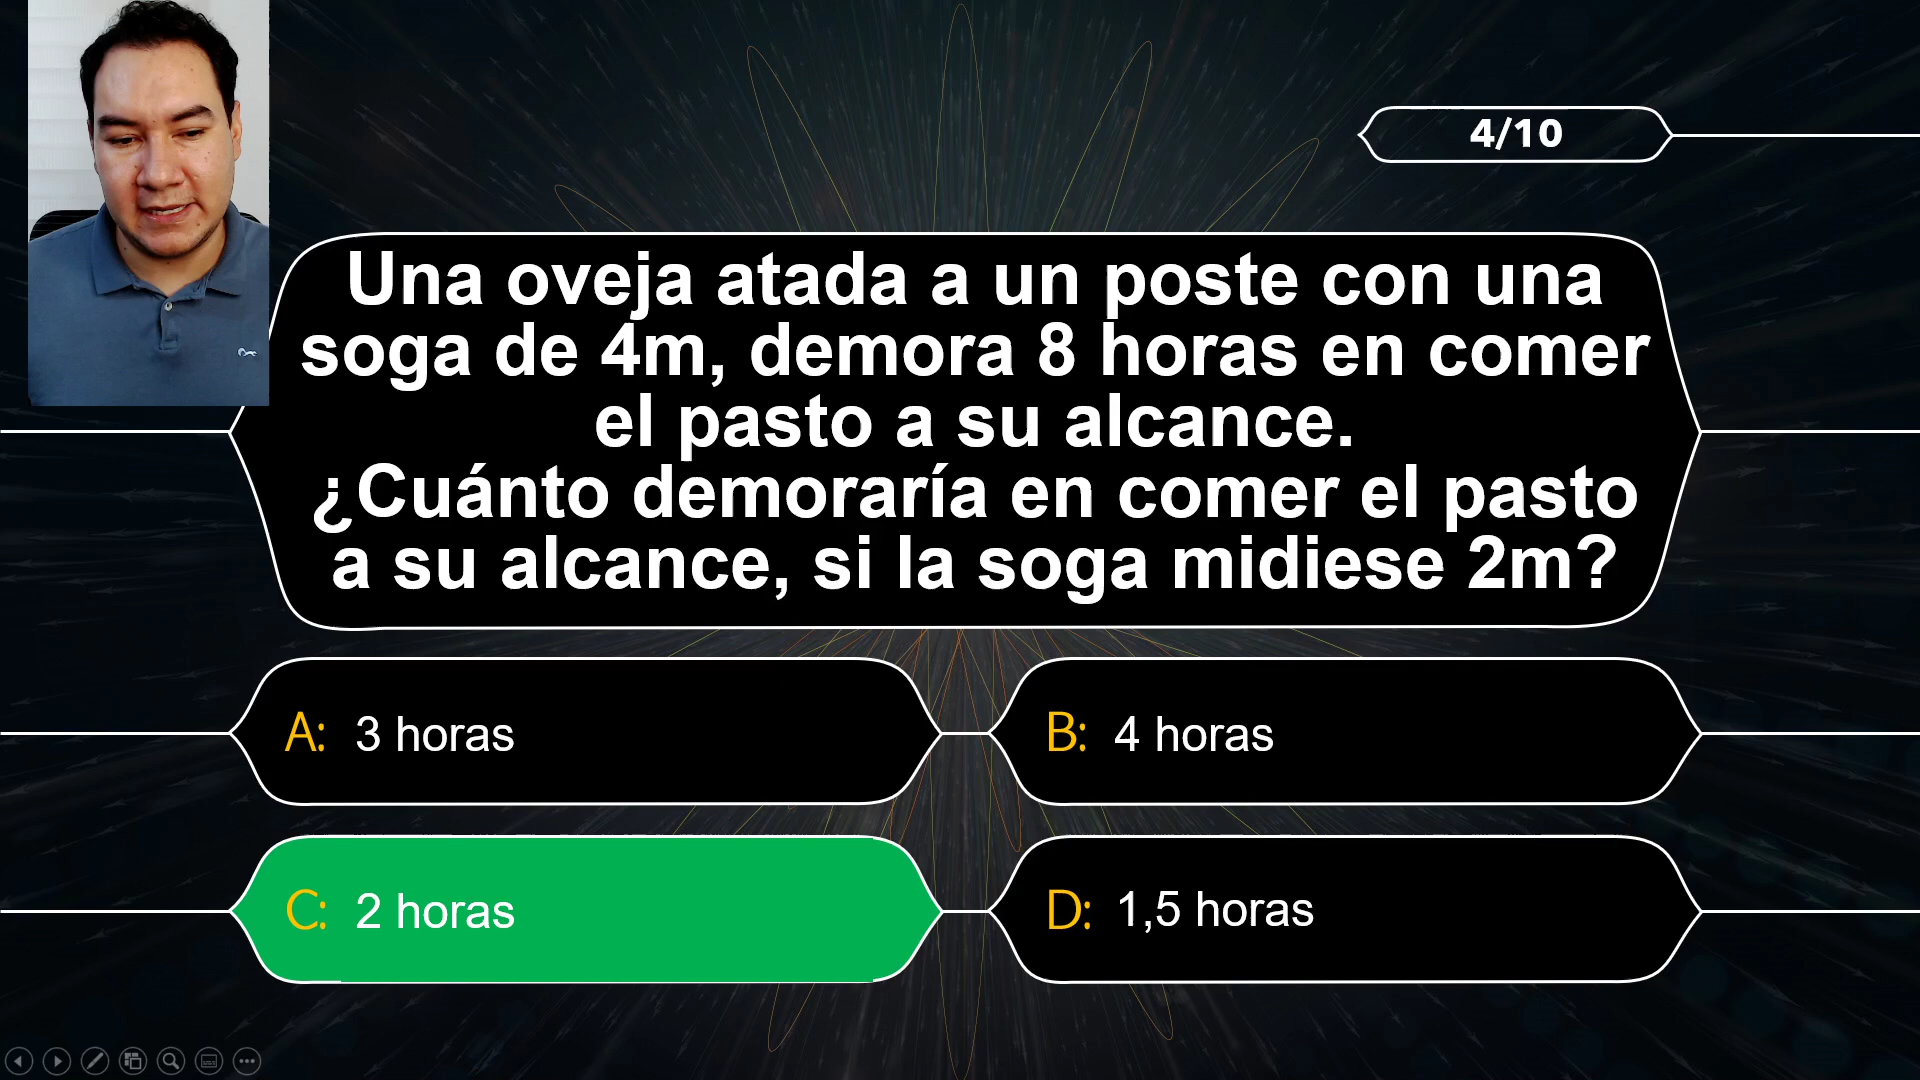 4/10
Una oveja atada a un poste con una
soga de 4m, demora 8 horas en comer
el pasto a su alcance.
¿Cuánto demoraría en comer el pasto
a su alcance, si la soga midiese 2m?
A: 3 horas
B: 4 horas
C: 2 horas
D: 1,5 horas